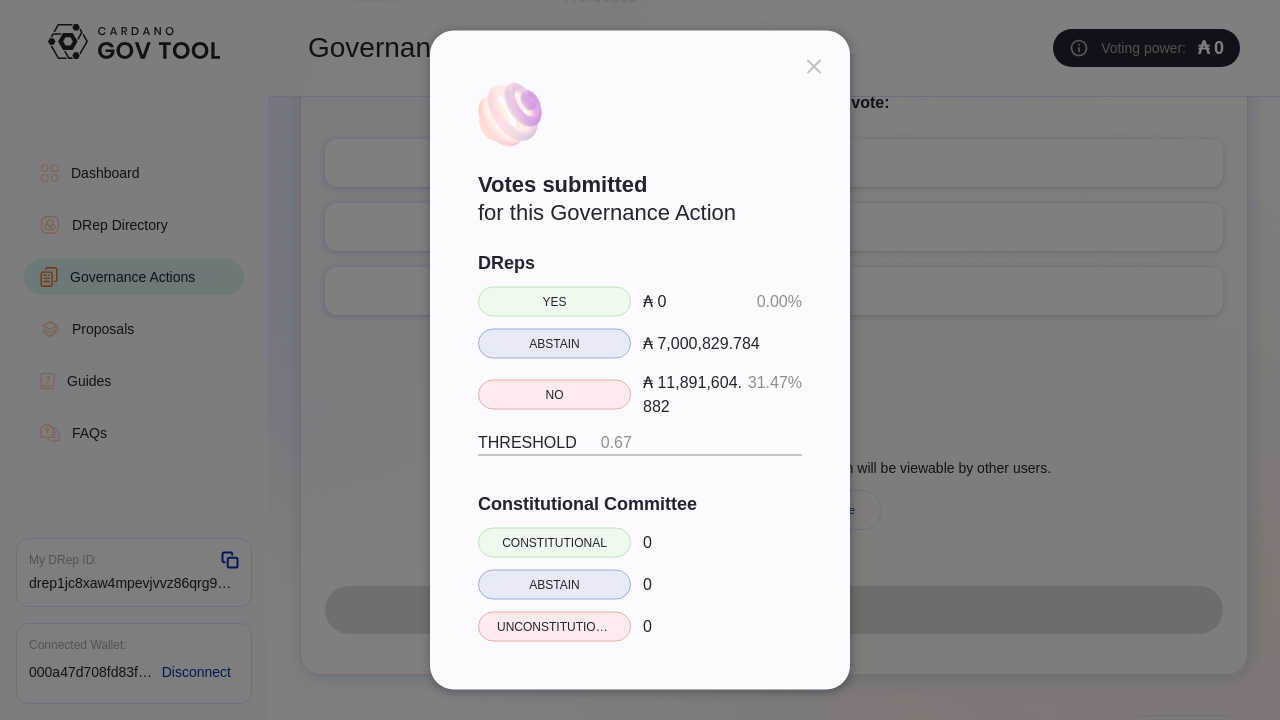 CARDANO
GOV TOOL
Governan
Voting power: ₳ 0
Dashboard
DRep Directory
Governance Actions
Proposals
Guides
FAQs
My DRep ID:
drep1jc8xaw4mpevjvvz86qrg9…
Connected Wallet:
000a47d708fd83f… Disconnect
vote:
will be viewable by other users.
e
Votes submitted
for this Governance Action
DReps
YES ₳ 0 0.00%
ABSTAIN ₳ 7,000,829.784
NO ₳ 11,891,604. 31.47%
882
THRESHOLD 0.67
Constitutional Committee
CONSTITUTIONAL 0
ABSTAIN 0
UNCONSTITUTIO… 0